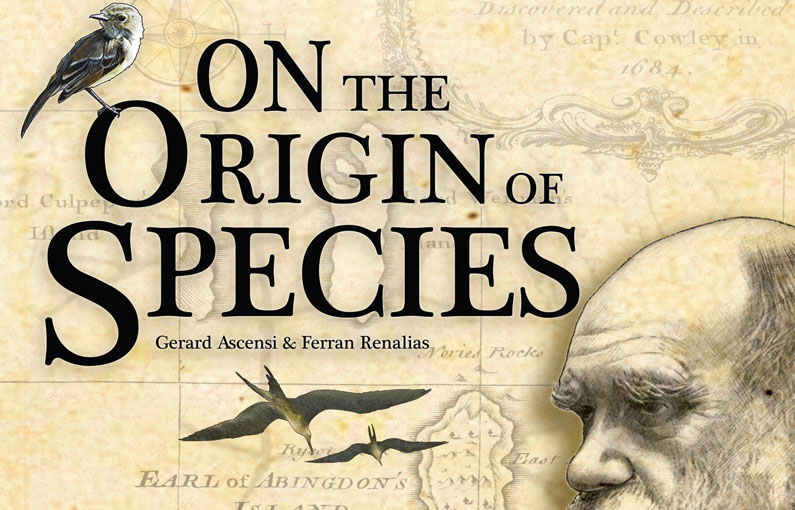 Discovered and Described
by Capt. Cowley in
1684.
ON THE
ORIGIN OF
SPECIES
Gerard Ascensi & Ferran Renalias
Nories Rocks
East
EARL of ABINGDON'S
ISLAND